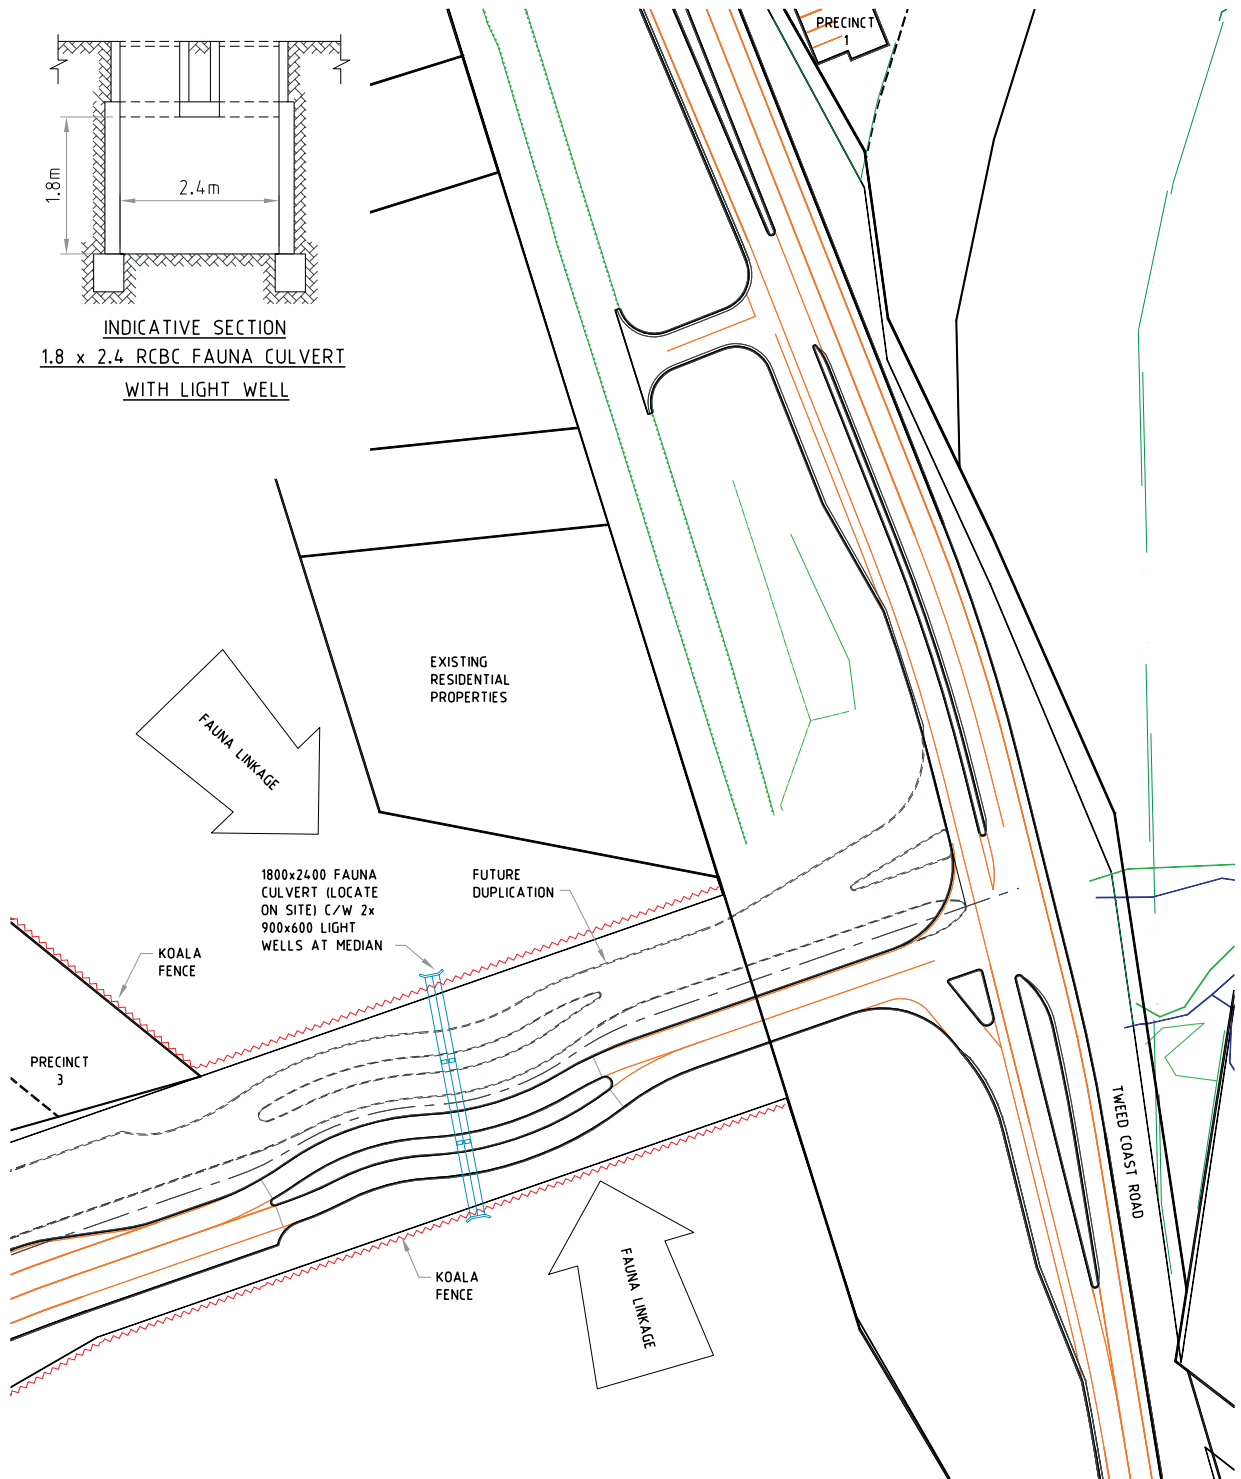 PRECINCT
1
1.8m
2.4m
INDICATIVE SECTION
1.8 x 2.4 RCBC FAUNA CULVERT
WITH LIGHT WELL
EXISTING
RESIDENTIAL
PROPERTIES
FAUNA LINKAGE
1800x2400 FAUNA
CULVERT (LOCATE
ON SITE) C/W 2x
900x600 LIGHT
WELLS AT MEDIAN
FUTURE
DUPLICATION
KOALA
FENCE
PRECINCT
3
TWEED COAST ROAD
KOALA
FENCE
FAUNA LINKAGE